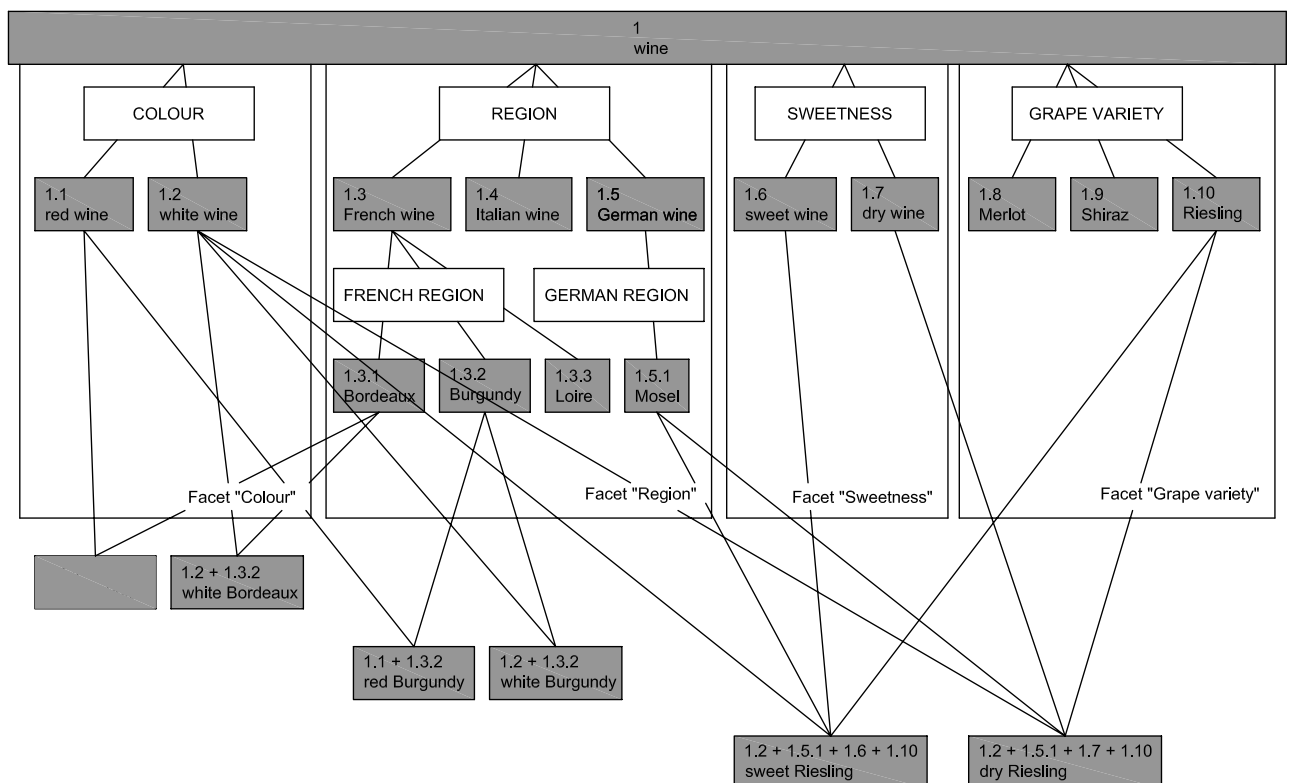 1
wine
COLOUR
REGION
SWEETNESS
GRAPE VARIETY
1.1
red wine
1.2
white wine
1.3
French wine
1.4
Italian wine
1.5
German wine
1.6
sweet wine
1.7
dry wine
1.8
Merlot
1.9
Shiraz
1.10
Riesling
FRENCH REGION
GERMAN REGION
1.3.1
Bordeaux
1.3.2
Burgundy
1.3.3
Loire
1.5.1
Mosel
Facet "Colour"
Facet "Region"
Facet "Sweetness"
Facet "Grape variety"
1.2 + 1.3.2
white Bordeaux
1.1 + 1.3.2
red Burgundy
1.2 + 1.3.2
white Burgundy
1.2 + 1.5.1 + 1.6 + 1.10
sweet Riesling
1.2 + 1.5.1 + 1.7 + 1.10
dry Riesling